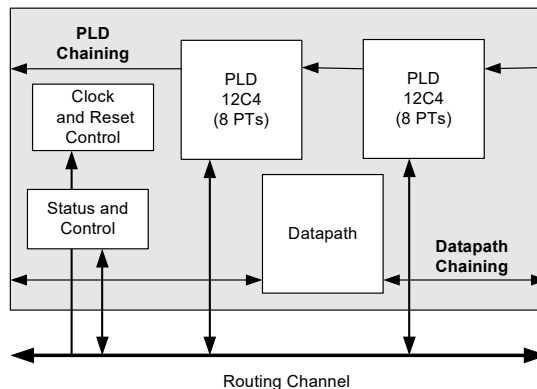 PLD
Chaining
PLD
12C4
(8 PTs)
PLD
12C4
(8 PTs)
Clock
and Reset
Control
Status and
Control
Datapath
Datapath
Chaining
Routing Channel